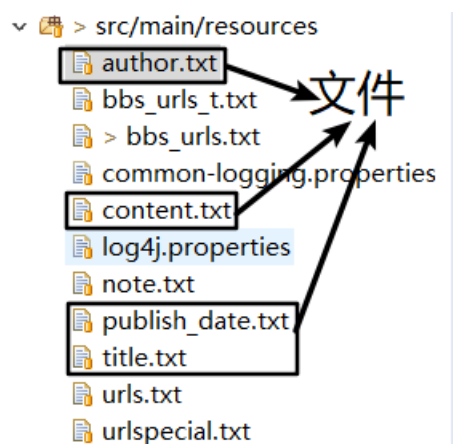 > src/main/resources
author.txt
文件
bbs_urls_t.txt
> bbs_urls.txt
common-logging.properties
content.txt
log4j.properties
note.txt
publish_date.txt
title.txt
urls.txt
urlspecial.txt